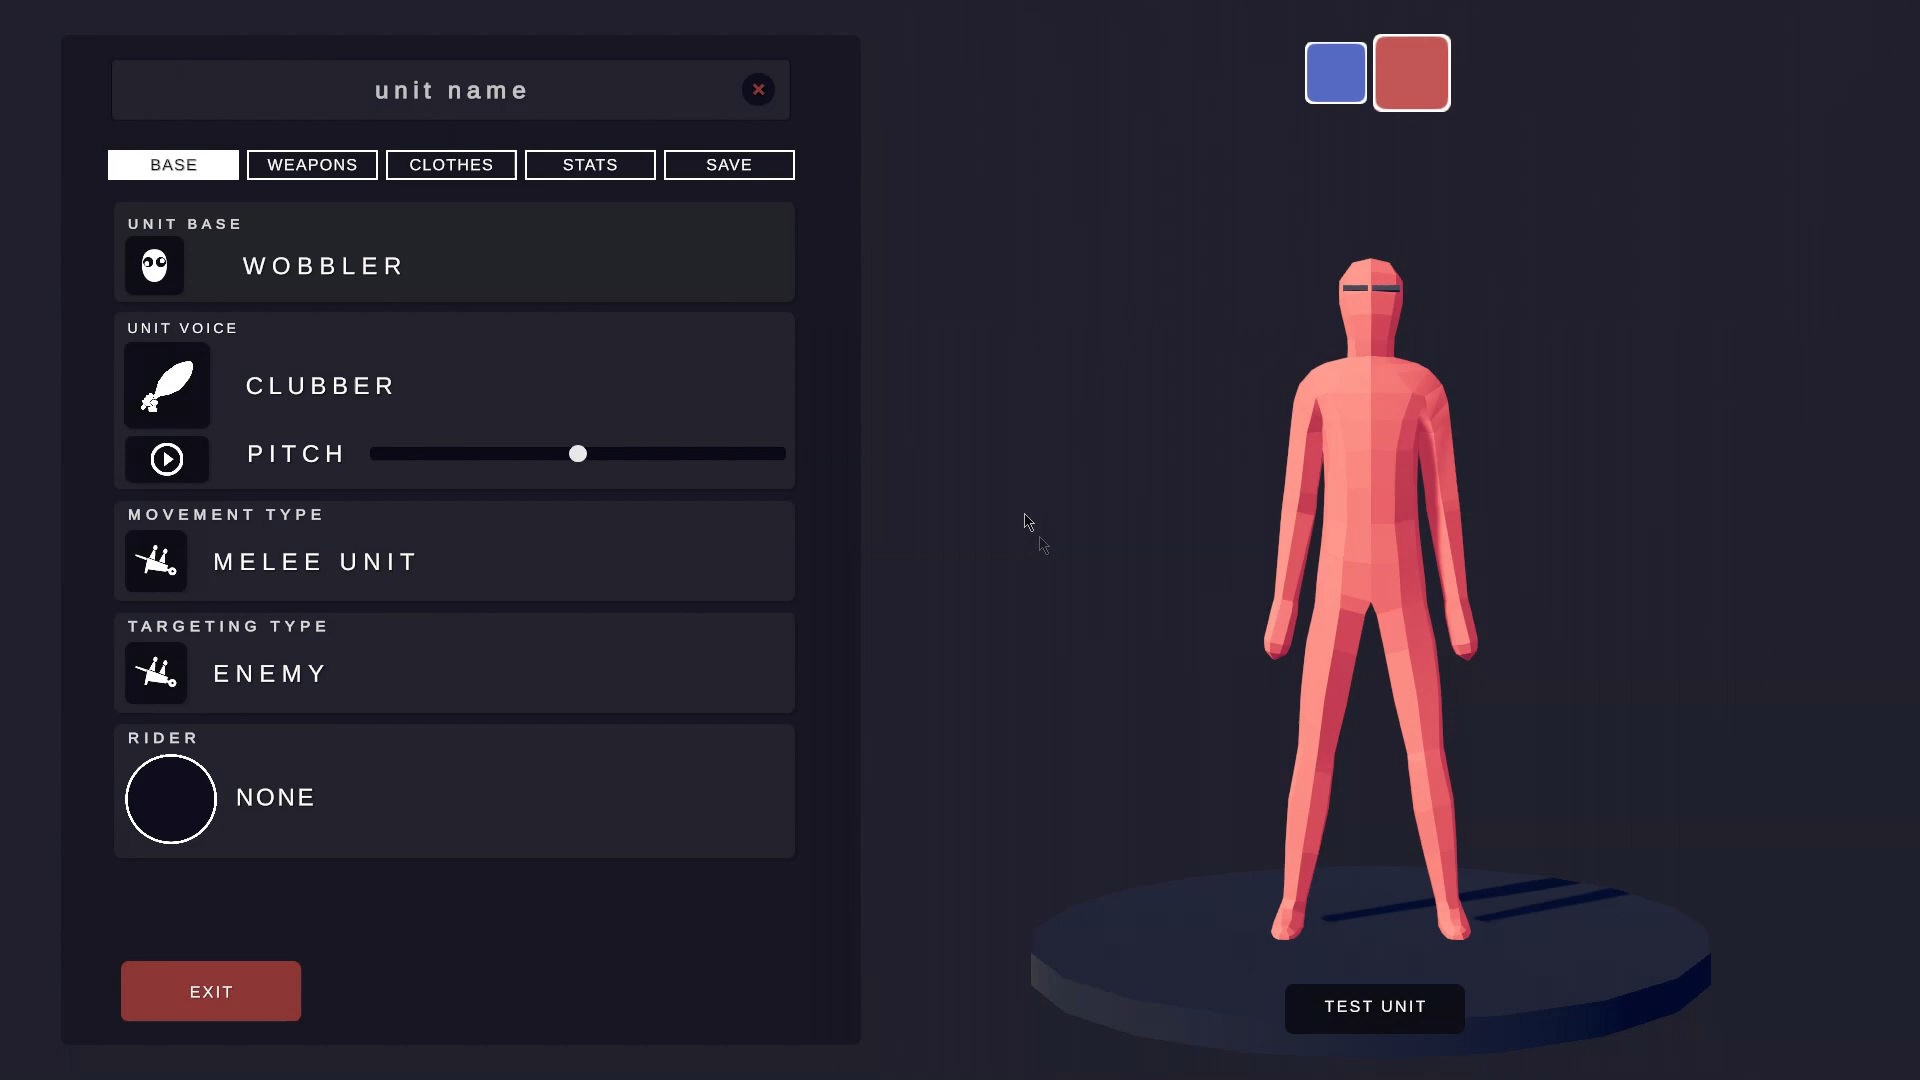 unit name
BASE
WEAPONS
CLOTHES
STATS
SAVE
UNIT BASE
WOBBLER
UNIT VOICE
CLUBBER
PITCH
MOVEMENT TYPE
MELEE UNIT
TARGETING TYPE
ENEMY
RIDER
NONE
EXIT
TEST UNIT